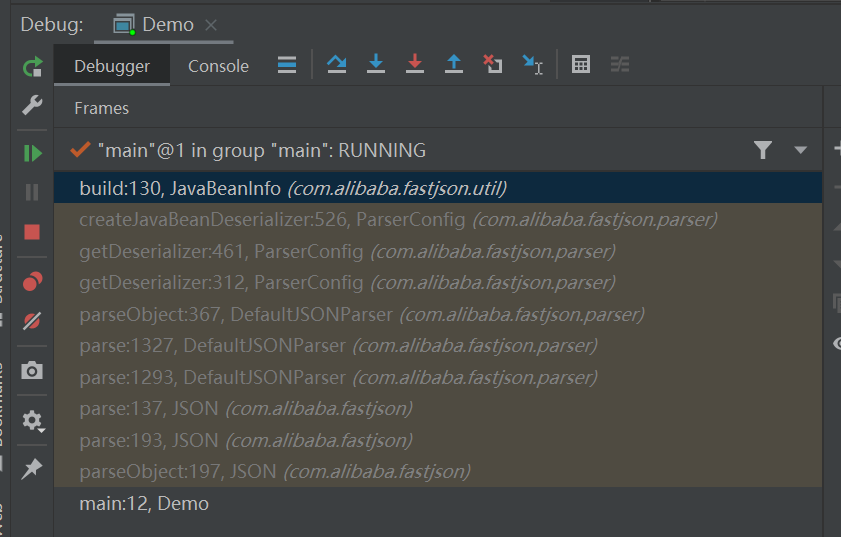 Debug: Demo
Debugger Console
Frames
"main"@1 in group "main": RUNNING
build:130, JavaBeanInfo (com.alibaba.fastjson.util)
createJavaBeanDeserializer:526, ParserConfig (com.alibaba.fastjson.parser)
getDeserializer:461, ParserConfig (com.alibaba.fastjson.parser)
getDeserializer:312, ParserConfig (com.alibaba.fastjson.parser)
parseObject:367, DefaultJSONParser (com.alibaba.fastjson.parser)
parse:1327, DefaultJSONParser (com.alibaba.fastjson.parser)
parse:1293, DefaultJSONParser (com.alibaba.fastjson.parser)
parse:137, JSON (com.alibaba.fastjson)
parse:193, JSON (com.alibaba.fastjson)
parseObject:197, JSON (com.alibaba.fastjson)
main:12, Demo